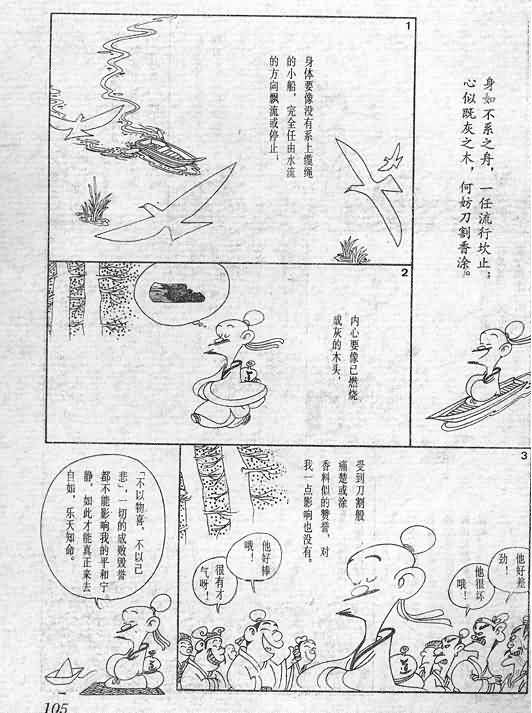 身如不系之舟,一任流行坎止;
心似既灰之木,何妨刀割香涂。
1
身体要像没有系上缆绳
的小船,完全任由水流
的方向飘流或停止;
2
内心要像已燃烧
成灰的木头,
道
3
受到刀割般
痛楚或涂
香料似的赞誉,对
我一点影响也没有。
他好差
劲!
他很坏
哦!
他好棒
哦!
很有才
气呀!
道
「不以物喜,不以己
悲」,一切的成败毁誉
都不能影响我的平和宁
静,如此才能真正来去
自如,乐天知命。
道
105